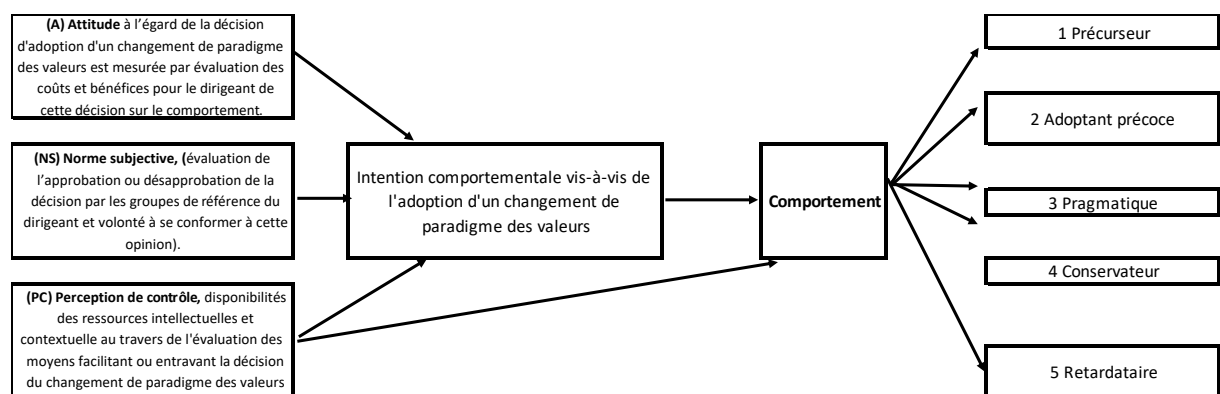 (A) Attitude à l’égard de la décision
d'adoption d'un changement de paradigme
des valeurs est mesurée par évaluation des
coûts et bénéfices pour le dirigeant de
cette décision sur le comportement.
(NS) Norme subjective, (évaluation de
l’approbation ou désapprobation de la
décision par les groupes de référence du
dirigeant et volonté à se conformer à cette
opinion).
(PC) Perception de contrôle, disponibilités
des ressources intellectuelles et
contextuelle au travers de l'évaluation des
moyens facilitant ou entravant la décision
du changement de paradigme des valeurs
Intention comportementale vis-à-vis de
l'adoption d'un changement de
paradigme des valeurs
Comportement
1 Précurseur
2 Adoptant précoce
3 Pragmatique
4 Conservateur
5 Retardataire